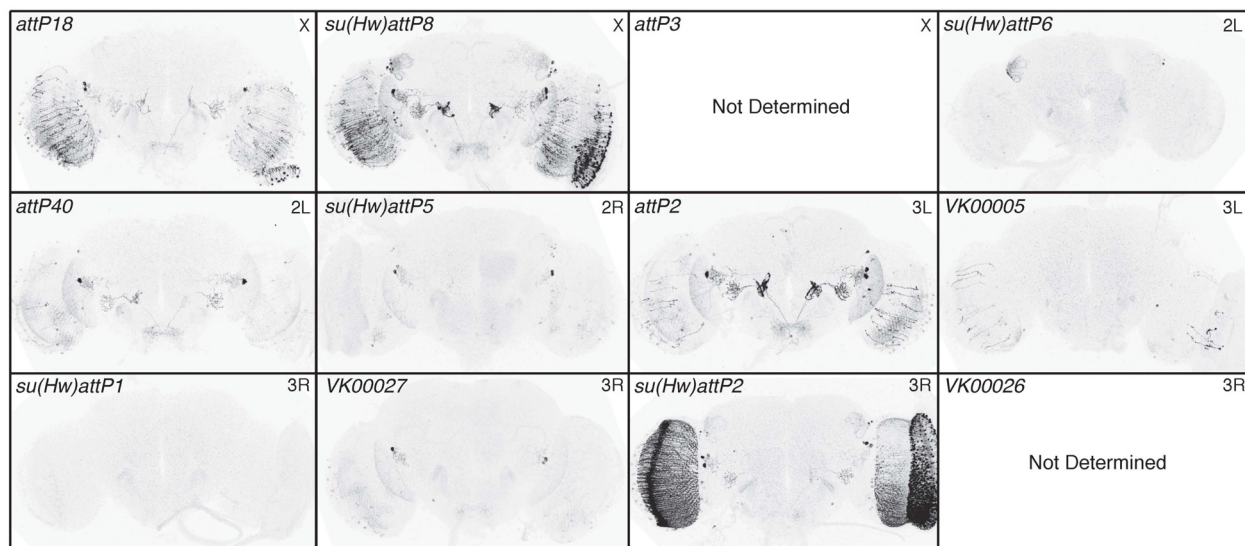 attP18 X
su(Hw)attP8 X
attP3 X
su(Hw)attP6 2L
Not Determined
attP40 2L
su(Hw)attP5 2R
attP2 3L
VK00005 3L
su(Hw)attP1 3R
VK00027 3R
su(Hw)attP2 3R
VK00026 3R
Not Determined